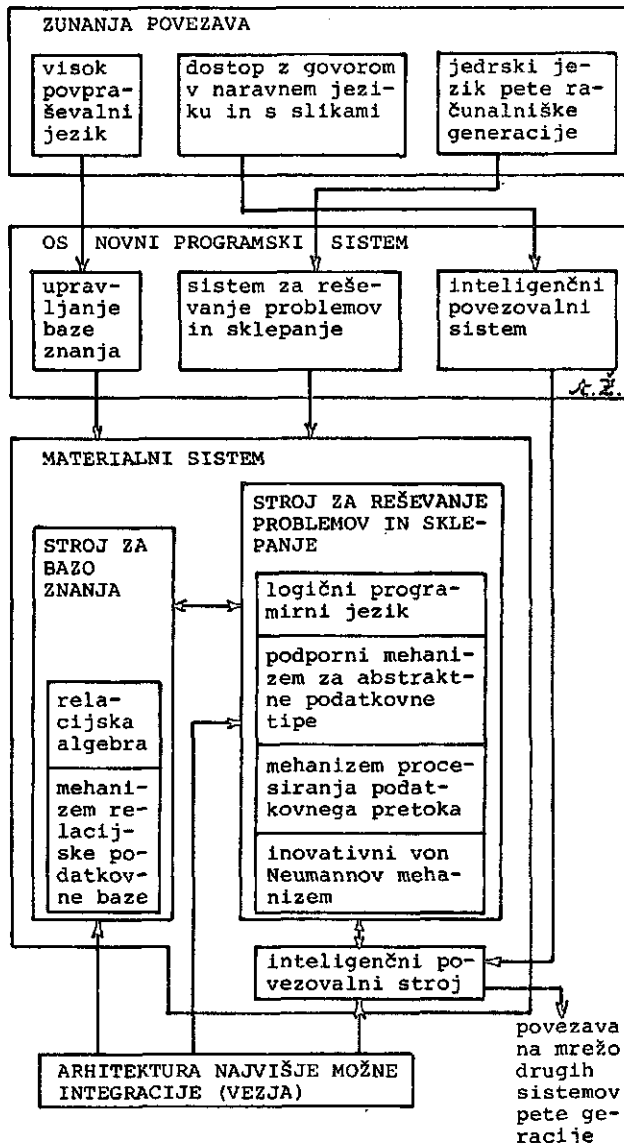 ZUNANJA POVEZAVA
visok
povpra-
ševalni
jezik
dostop z govorom
v naravnem jezi-
ku in s slikami
jedrski je-
zik pete ra-
čunalniške
generacije
OS NOVNI PROGRAMSKI SISTEM
uprav-
ljanje
baze
znanja
sistem za reše-
vanje problemov
in sklepanje
inteligenčni
povezovalni
sistem
A.Ž.
MATERIALNI SISTEM
STROJ ZA
BAZO
ZNANJA
rela-
cijska
algebra
mehani-
zem re-
lacij-
ske po-
datkov-
ne baze
STROJ ZA REŠEVANJE
PROBLEMOV IN SKLE-
PANJE
logični progra-
mirni jezik
podporni mehani-
zem za abstrakt-
ne podatkovne
tipe
mehanizem proce-
siranja podat-
kovnega pretoka
inovativni von
Neumannov meha-
nizem
inteligenčni po-
vezovalni stroj
povezava
na mrežo
drugih
sistemov
pete ge-
racije
ARHITEKTURA NAJVIŠJE MOŽNE
INTEGRACIJE (VEZJA)